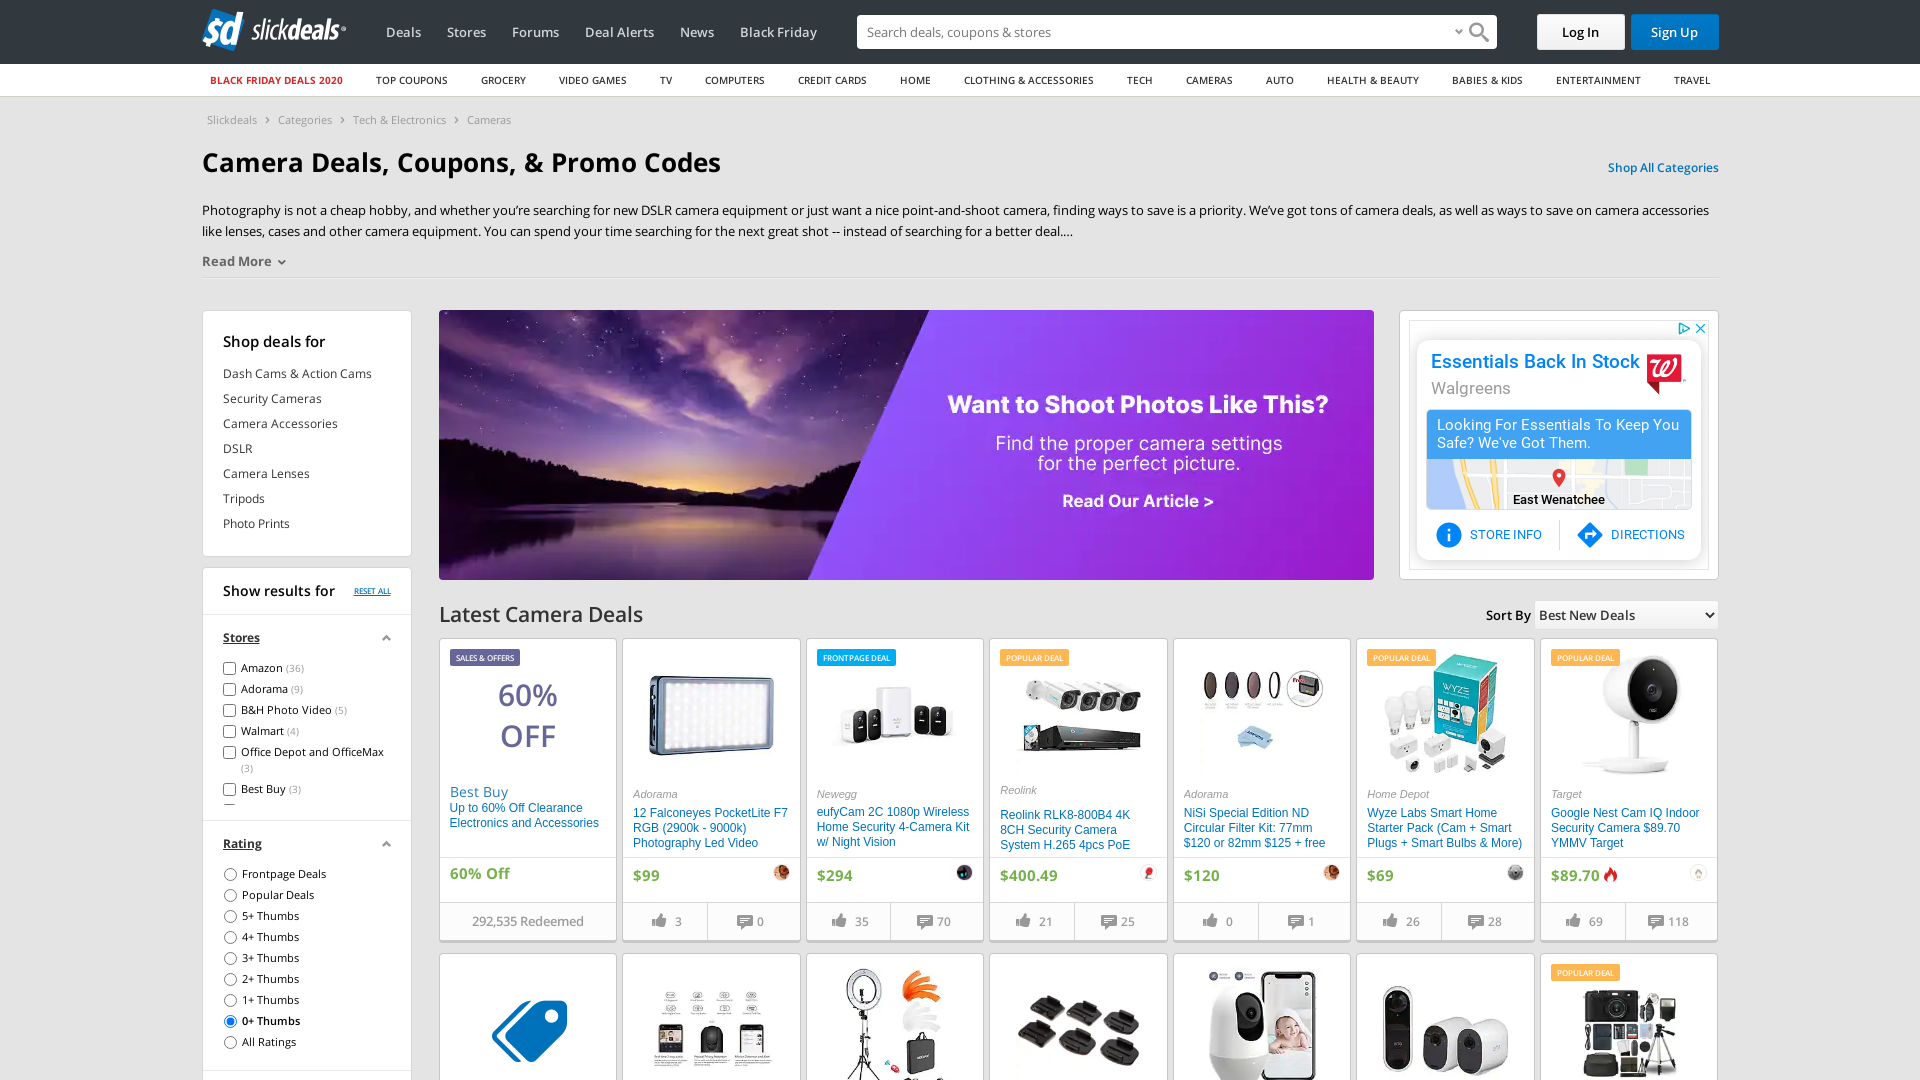 sd slickdeals
Deals
Stores
Forums
Deal Alerts
News
Black Friday
Search deals, coupons & stores
Log In
Sign Up
BLACK FRIDAY DEALS 2020
TOP COUPONS
GROCERY
VIDEO GAMES
TV
COMPUTERS
CREDIT CARDS
HOME
CLOTHING & ACCESSORIES
TECH
CAMERAS
AUTO
HEALTH & BEAUTY
BABIES & KIDS
ENTERTAINMENT
TRAVEL
Slickdeals > Categories > Tech & Electronics > Cameras
Camera Deals, Coupons, & Promo Codes
Shop All Categories
Photography is not a cheap hobby, and whether you’re searching for new DSLR camera equipment or just want a nice point-and-shoot camera, finding ways to save is a priority. We’ve got tons of camera deals, as well as ways to save on camera accessories
like lenses, cases and other camera equipment. You can spend your time searching for the next great shot -- instead of searching for a better deal.…
Read More
Shop deals for
Dash Cams & Action Cams
Security Cameras
Camera Accessories
DSLR
Camera Lenses
Tripods
Photo Prints
Show results for
RESET ALL
Stores
Amazon (36)
Adorama (9)
B&H Photo Video (5)
Walmart (4)
Office Depot and OfficeMax
(3)
Best Buy (3)
Rating
Frontpage Deals
Popular Deals
5+ Thumbs
4+ Thumbs
3+ Thumbs
2+ Thumbs
1+ Thumbs
0+ Thumbs
All Ratings
Want to Shoot Photos Like This?
Find the proper camera settings
for the perfect picture.
Read Our Article >
Essentials Back In Stock
Walgreens
Looking For Essentials To Keep You
Safe? We've Got Them.
East Wenatchee
STORE INFO
DIRECTIONS
Latest Camera Deals
Sort By
Best New Deals
SALES & OFFERS
60%
OFF
Best Buy
Up to 60% Off Clearance
Electronics and Accessories
60% Off
292,535 Redeemed
Adorama
12 Falconeyes PocketLite F7
RGB (2900k - 9000k)
Photography Led Video
$99
3
0
FRONTPAGE DEAL
Newegg
eufyCam 2C 1080p Wireless
Home Security 4-Camera Kit
w/ Night Vision
$294
35
70
POPULAR DEAL
Reolink
Reolink RLK8-800B4 4K
8CH Security Camera
System H.265 4pcs PoE
$400.49
21
25
Adorama
NiSi Special Edition ND
Circular Filter Kit: 77mm
$120 or 82mm $125 + free
$120
0
1
POPULAR DEAL
WYZE
Home Depot
Wyze Labs Smart Home
Starter Pack (Cam + Smart
Plugs + Smart Bulbs & More)
$69
26
28
POPULAR DEAL
Target
Google Nest Cam IQ Indoor
Security Camera $89.70
YMMV Target
$89.70
69
118
POPULAR DEAL